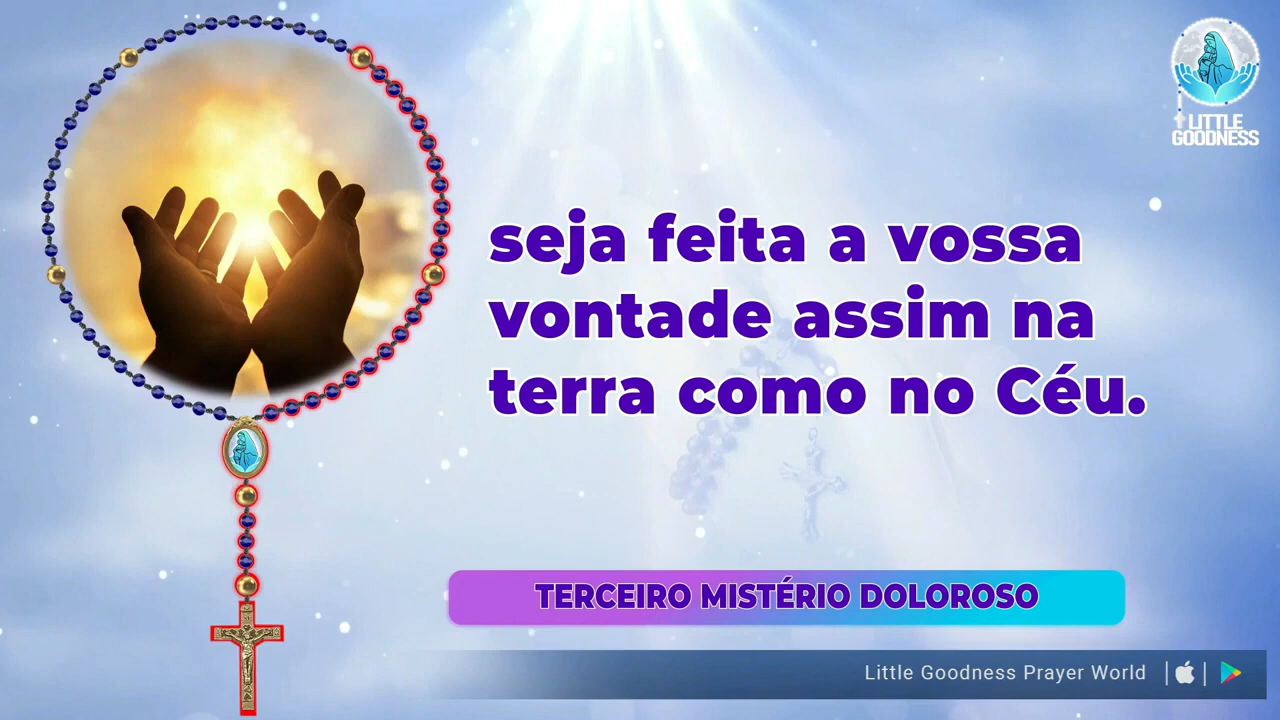 LITTLE
GOODNESS
seja feita a vossa
vontade assim na
terra como no Céu.
TERCEIRO MISTÉRIO DOLOROSO
Little Goodness Prayer World